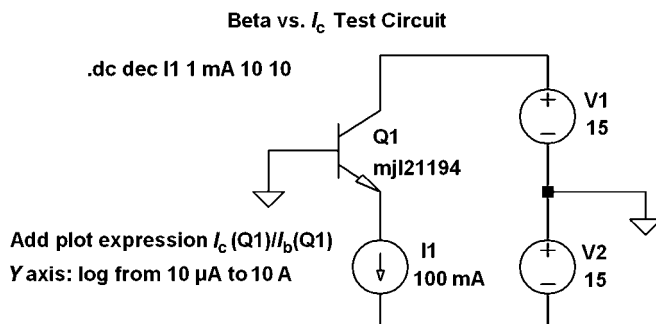 Beta vs. Ic Test Circuit
.dc dec I1 1 mA 10 10
+
V1
−
15
Q1
mjl21194
Add plot expression Ic (Q1)/Ib(Q1)
Y axis: log from 10 µA to 10 A
I1
100 mA
+
V2
−
15